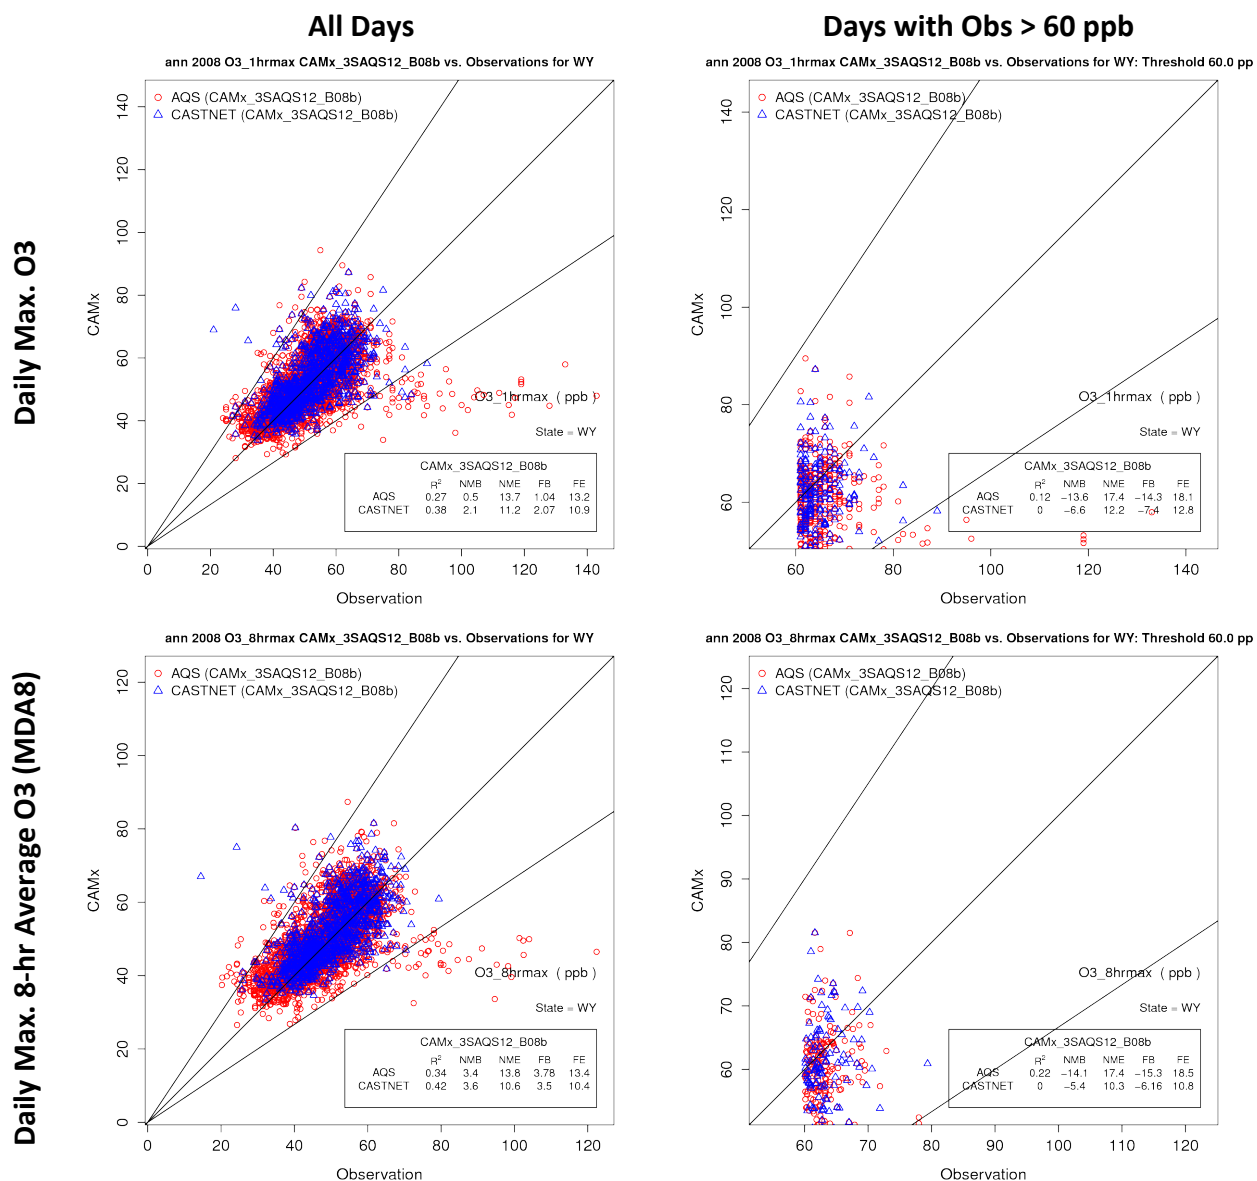 All Days
Days with Obs > 60 ppb
Daily Max. O3
ann 2008 O3_1hrmax CAMx_3SAQS12_B08b vs. Observations for WY
AQS (CAMx_3SAQS12_B08b)
CASTNET (CAMx_3SAQS12_B08b)
CAMx
0 20 40 60 80 100 120 140
O3_1hrmax ( ppb )
State = WY
CAMx_3SAQS12_B08b
R² NMB NME FB FE
AQS 0.27 0.5 13.7 1.04 13.2
CASTNET 0.38 2.1 11.2 2.07 10.9
0 20 40 60 80 100 120 140
Observation
ann 2008 O3_1hrmax CAMx_3SAQS12_B08b vs. Observations for WY: Threshold 60.0 pp
AQS (CAMx_3SAQS12_B08b)
CASTNET (CAMx_3SAQS12_B08b)
CAMx
60 80 100 120 140
O3_1hrmax ( ppb )
State = WY
CAMx_3SAQS12_B08b
R² NMB NME FB FE
AQS 0.12 −13.6 17.4 −14.3 18.1
CASTNET 0 −6.6 12.2 −7.4 12.8
60 80 100 120 140
Observation
Daily Max. 8-hr Average O3 (MDA8)
ann 2008 O3_8hrmax CAMx_3SAQS12_B08b vs. Observations for WY
AQS (CAMx_3SAQS12_B08b)
CASTNET (CAMx_3SAQS12_B08b)
CAMx
0 20 40 60 80 100 120
O3_8hrmax ( ppb )
State = WY
CAMx_3SAQS12_B08b
R² NMB NME FB FE
AQS 0.34 3.4 13.8 3.78 13.4
CASTNET 0.42 3.6 10.6 3.5 10.4
0 20 40 60 80 100 120
Observation
ann 2008 O3_8hrmax CAMx_3SAQS12_B08b vs. Observations for WY: Threshold 60.0 pp
AQS (CAMx_3SAQS12_B08b)
CASTNET (CAMx_3SAQS12_B08b)
CAMx
60 70 80 90 100 110 120
O3_8hrmax ( ppb )
State = WY
CAMx_3SAQS12_B08b
R² NMB NME FB FE
AQS 0.22 −14.1 17.4 −15.3 18.5
CASTNET 0 −5.4 10.3 −6.16 10.8
60 70 80 90 100 110 120
Observation